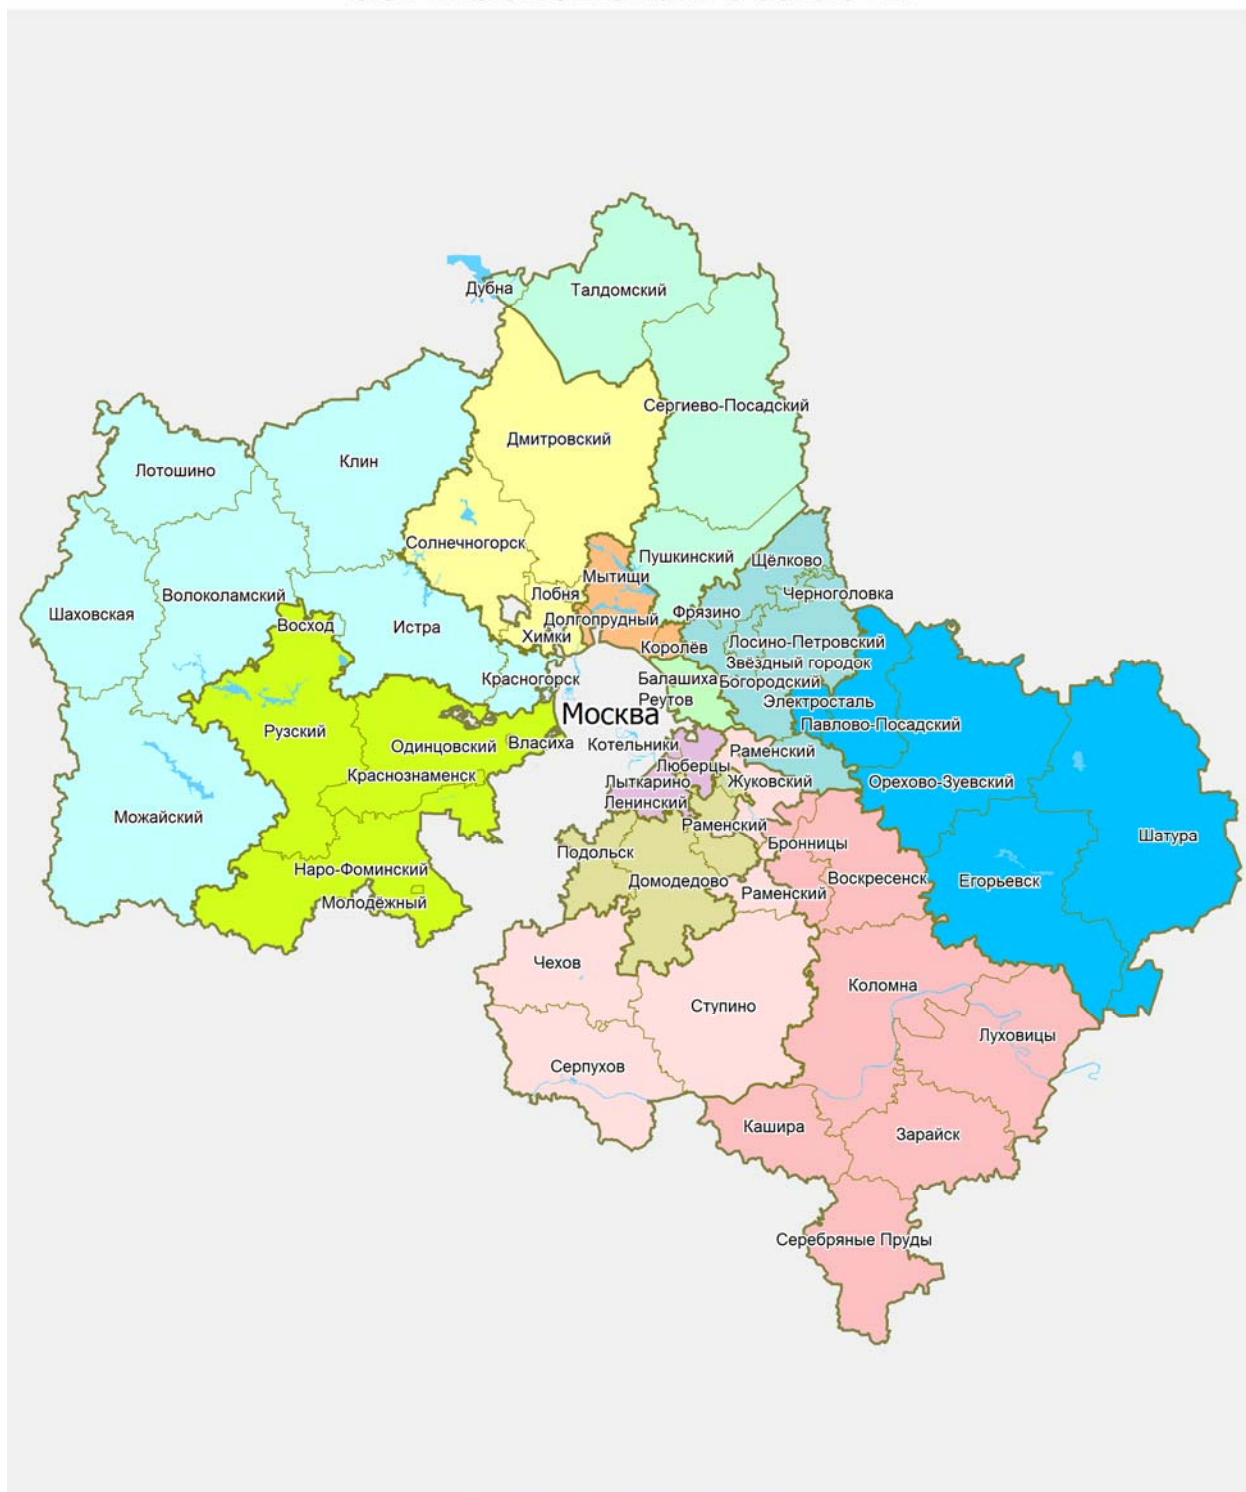 Дубна
Талдомский
Сергиево-Посадский
Дмитровский
Клин
Лотошино
Солнечногорск
Пушкинский
Щёлково
Мытищи
Лобня
Черноголовка
Волоколамский
Шаховская
Фрязино
Долгопрудный
Восход
Истра
Химки
Королёв
Лосино-Петровский
Звёздный городок
Красногорск
Балашиха
Богородский
Реутов
Электросталь
Москва
Павлово-Посадский
Рузский
Одинцовский
Власиха
Котельники
Раменский
Люберцы
Краснознаменск
Лыткарино
Жуковский
Орехово-Зуевский
Ленинский
Можайский
Раменский
Шатура
Бронницы
Подольск
Наро-Фоминский
Домодедово
Воскресенск
Егорьевск
Раменский
Молодёжный
Чехов
Коломна
Ступино
Луховицы
Серпухов
Кашира
Зарайск
Серебряные Пруды